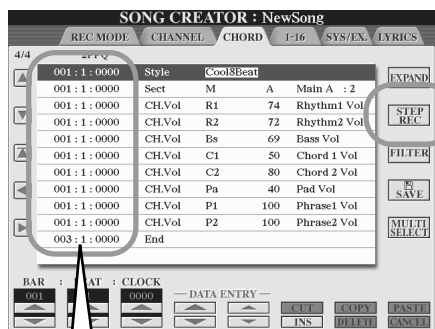 SONG CREATOR : NewSong
REC MODE CHANNEL CHORD 1-16 SYS/EX. LYRICS
4/4 2PPQ
001 : 1 : 0000 Style Cool8Beat
001 : 1 : 0000 Sect M A Main A : 2
001 : 1 : 0000 CH.Vol R1 74 Rhythm1 Vol
001 : 1 : 0000 CH.Vol R2 72 Rhythm2 Vol
001 : 1 : 0000 CH.Vol Bs 69 Bass Vol
001 : 1 : 0000 CH.Vol C1 50 Chord 1 Vol
001 : 1 : 0000 CH.Vol C2 80 Chord 2 Vol
001 : 1 : 0000 CH.Vol Pa 40 Pad Vol
001 : 1 : 0000 CH.Vol P1 100 Phrase1 Vol
001 : 1 : 0000 CH.Vol P2 100 Phrase2 Vol
003 : 1 : 0000 End
EXPAND
STEP
REC
FILTER
SAVE
MULTI
SELECT
BAR : BEAT : CLOCK
001 0000 DATA ENTRY
CUT COPY PASTE
INS DELETE CANCEL